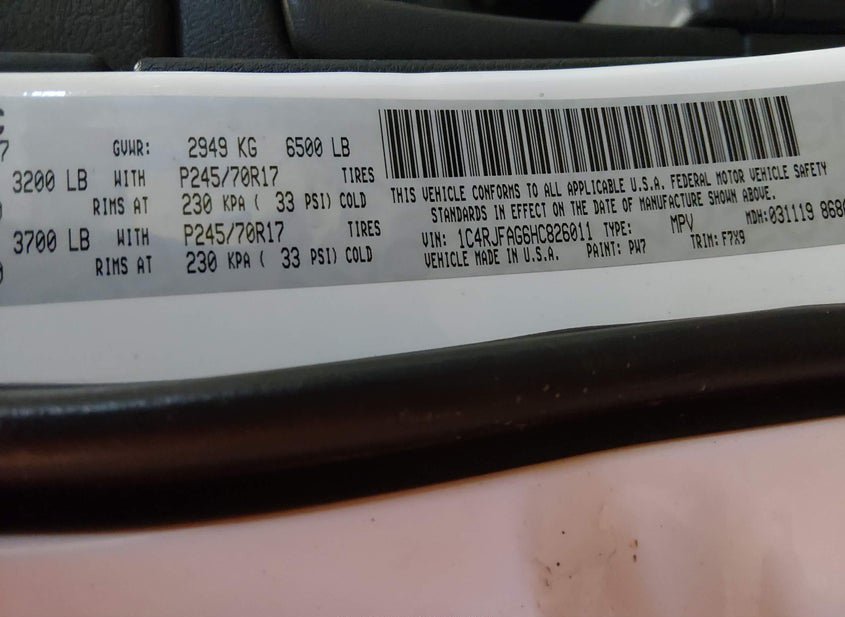 GVWR: 2949 KG 6500 LB
3200 LB WITH P245/70R17 TIRES
RIMS AT 230 KPA ( 33 PSI) COLD
3700 LB WITH P245/70R17 TIRES
RIMS AT 230 KPA ( 33 PSI) COLD
THIS VEHICLE CONFORMS TO ALL APPLICABLE U.S.A. FEDERAL MOTOR VEHICLE SAFETY
STANDARDS IN EFFECT ON THE DATE OF MANUFACTURE SHOWN ABOVE.
VIN: 1C4RJFAG6HC826011 TYPE: MPV MDH:031119 868
VEHICLE MADE IN U.S.A. PAINT: PW7 TRIM: F7X9